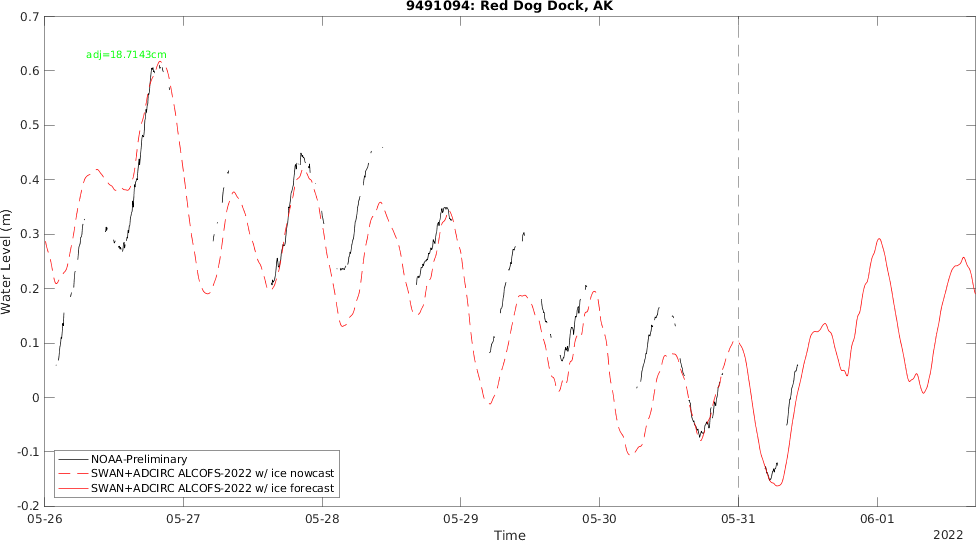 9491094: Red Dog Dock, AK
adj=18.7143cm
0.7
0.6
0.5
0.4
0.3
0.2
0.1
0
-0.1
-0.2
Water Level (m)
NOAA-Preliminary
SWAN+ADCIRC ALCOFS-2022 w/ ice nowcast
SWAN+ADCIRC ALCOFS-2022 w/ ice forecast
05-26 05-27 05-28 05-29 05-30 05-31 06-01
Time
2022